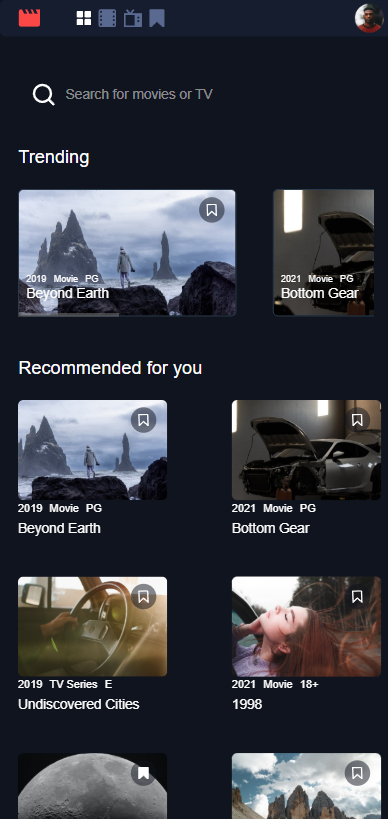 Search for movies or TV
Trending
2019 Movie PG
Beyond Earth
2021 Movie PG
Bottom Gear
Recommended for you
2019 Movie PG
Beyond Earth
2021 Movie PG
Bottom Gear
2019 TV Series E
Undiscovered Cities
2021 Movie 18+
1998